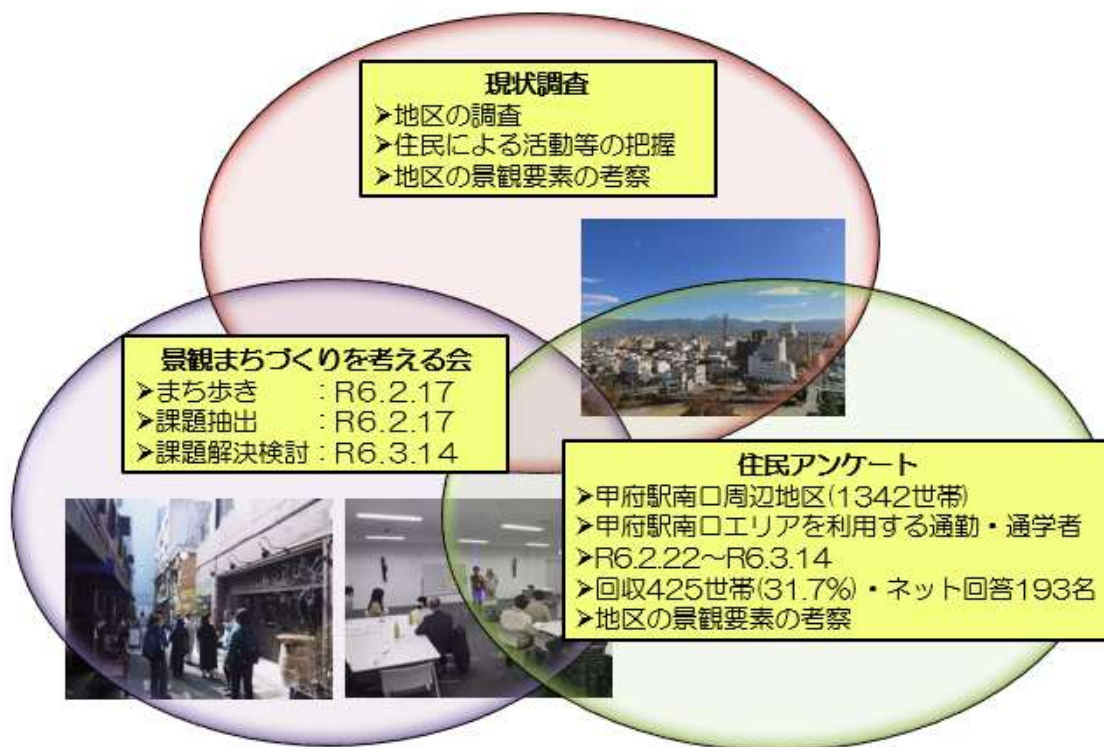 現状調査
➤地区の調査
➤住民による活動等の把握
➤地区の景観要素の考察
景観まちづくりを考える会
➤まち歩き　　：R6.2.17
➤課題抽出　　：R6.2.17
➤課題解決検討：R6.3.14
住民アンケート
➤甲府駅南口周辺地区(1342世帯)
➤甲府駅南口エリアを利用する通勤・通学者
➤R6.2.22～R6.3.14
➤回収425世帯(31.7%)・ネット回答193名
➤地区の景観要素の考察